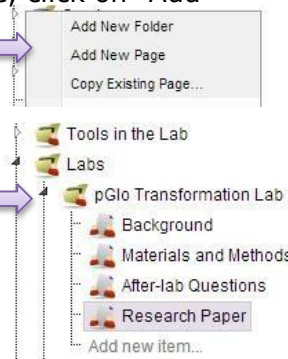 click on "Add
Add New Folder
Add New Page
Copy Existing Page...
Tools in the Lab
Labs
pGlo Transformation Lab
Background
Materials and Methods
After-lab Questions
Research Paper
Add new item...